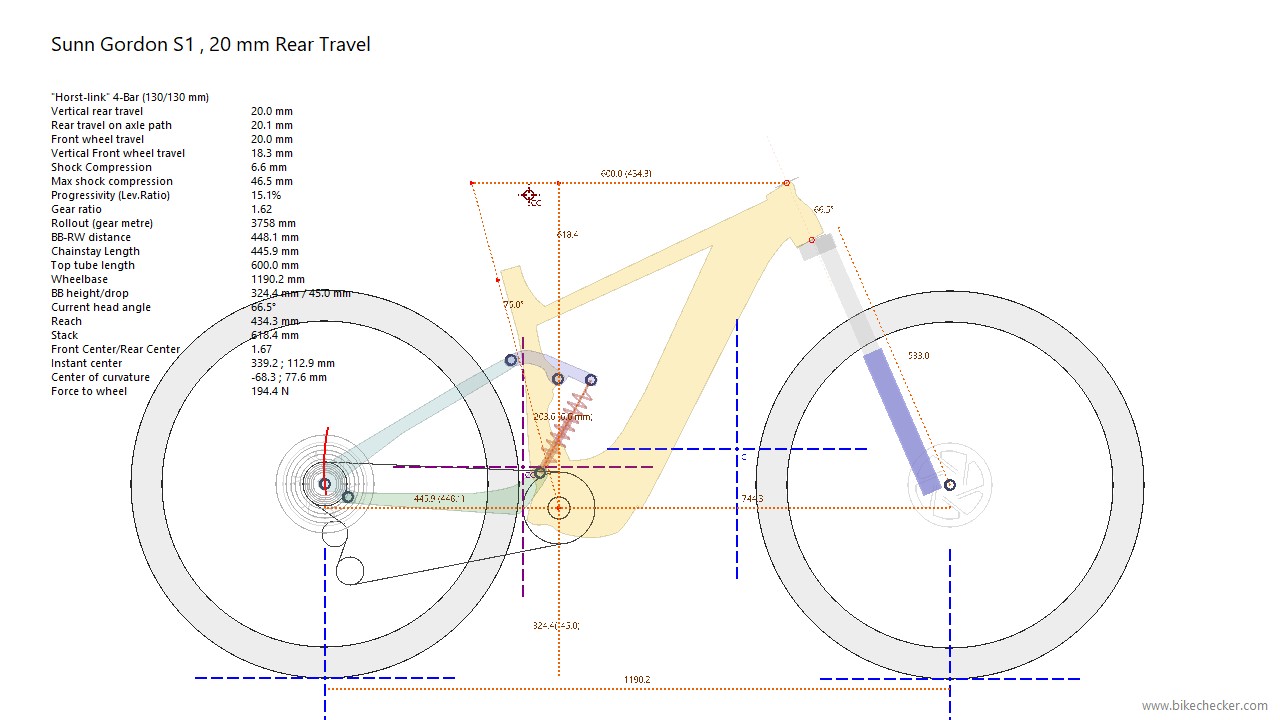 Sunn Gordon S1 , 20 mm Rear Travel
"Horst-link" 4-Bar (130/130 mm)
Vertical rear travel 20.0 mm
Rear travel on axle path 20.1 mm
Front wheel travel 20.0 mm
Vertical Front wheel travel 18.3 mm
Shock Compression 6.6 mm
Max shock compression 46.5 mm
Progressivity (Lev.Ratio) 15.1%
Gear ratio 1.62
Rollout (gear metre) 3758 mm
BB-RW distance 448.1 mm
Chainstay Length 445.9 mm
Top tube length 600.0 mm
Wheelbase 1190.2 mm
BB height/drop 324.4 mm / 45.0 mm
Current head angle 66.5°
Reach 434.3 mm
Stack 618.4 mm
Front Center/Rear Center 1.67
Instant center 339.2 ; 112.9 mm
Center of curvature -68.3 ; 77.6 mm
Force to wheel 194.4 N
600.0 (434.3)
CC
66.5°
618.4
75.0°
533.0
203.6 (6.6 mm)
C
445.9 (448.1)
744.3
324.4 (45.0)
1190.2
www.bikechecker.com